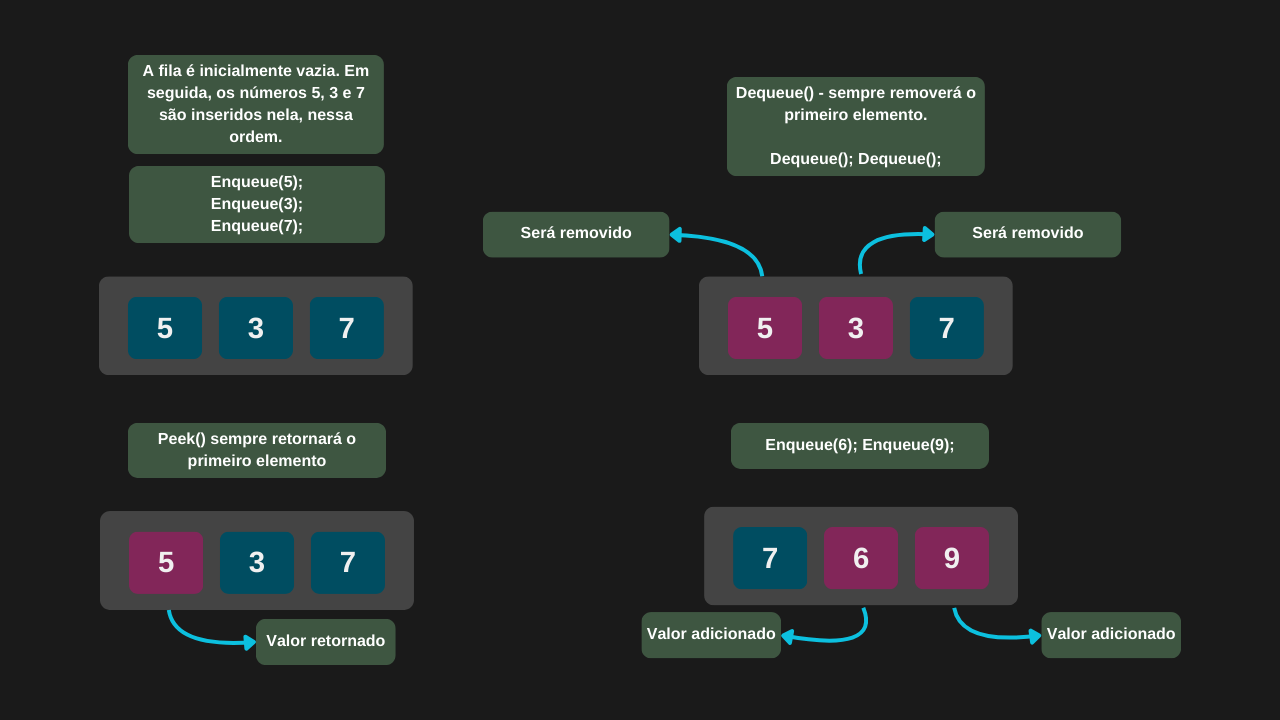 A fila é inicialmente vazia. Em
seguida, os números 5, 3 e 7
são inseridos nela, nessa
ordem.
Enqueue(5);
Enqueue(3);
Enqueue(7);
5 3 7
Peek() sempre retornará o
primeiro elemento
5 3 7
Valor retornado
Dequeue() - sempre removerá o
primeiro elemento.
Dequeue(); Dequeue();
Será removido
Será removido
5 3 7
Enqueue(6); Enqueue(9);
7 6 9
Valor adicionado
Valor adicionado